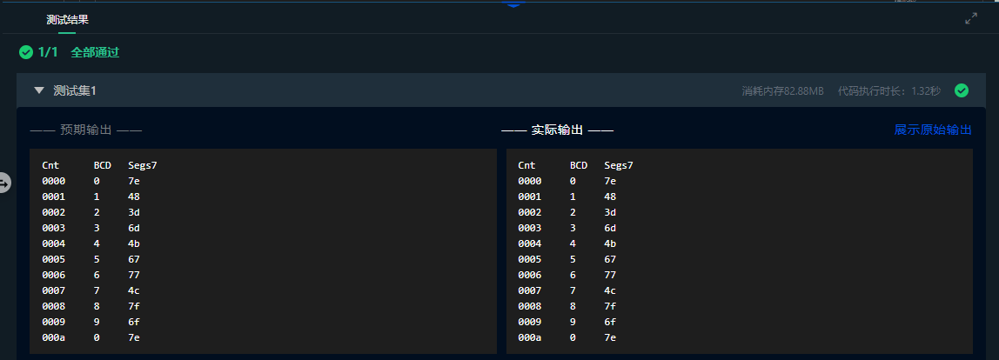 测试结果
1/1 全部通过
测试集1 消耗内存82.88MB 代码执行时长：1.32秒
—— 预期输出 —— —— 实际输出 —— 展示原始输出
Cnt BCD Segs7 Cnt BCD Segs7
0000 0 7e 0000 0 7e
0001 1 48 0001 1 48
0002 2 3d 0002 2 3d
0003 3 6d 0003 3 6d
0004 4 4b 0004 4 4b
0005 5 67 0005 5 67
0006 6 77 0006 6 77
0007 7 4c 0007 7 4c
0008 8 7f 0008 8 7f
0009 9 6f 0009 9 6f
000a 0 7e 000a 0 7e